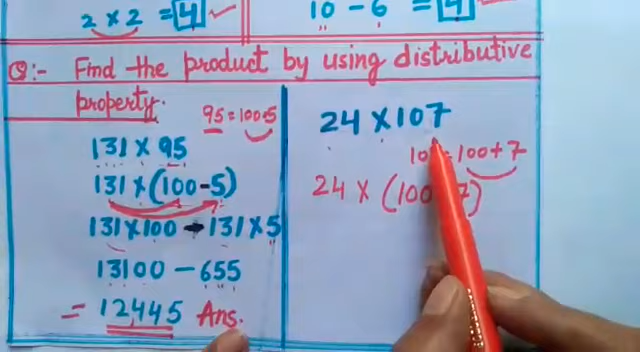 2 × 2 = 4
10 - 6 = 4
Q:- Find the product by using distributive
property.
95 = 100-5
131 × 95
131 × (100 - 5)
131 × 100 - 131 × 5
13100 - 655
= 12445 Ans.
24 × 107
100 + 7
24 × (100 7)